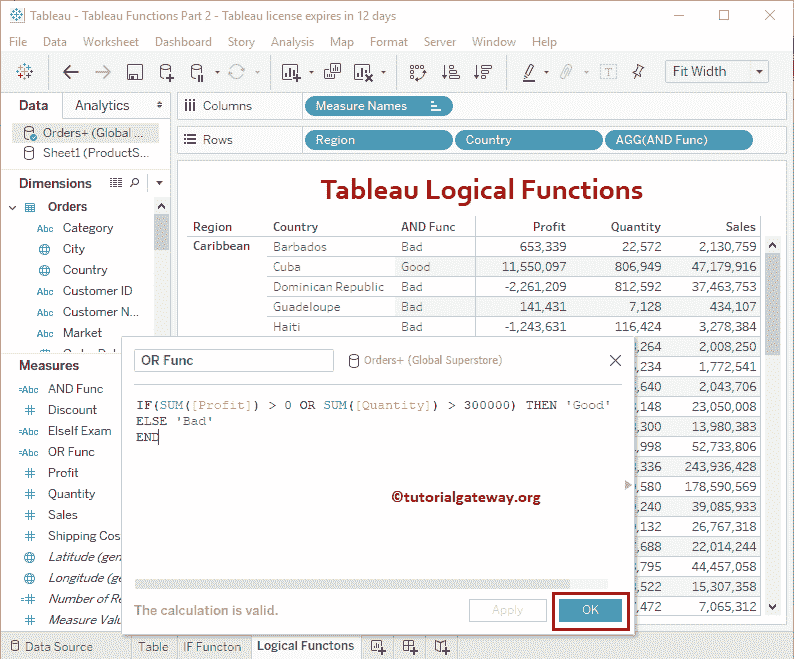 Tableau - Tableau Functions Part 2 - Tableau license expires in 12 days
File Data Worksheet Dashboard Story Analysis Map Format Server Window Help
Fit Width
Data Analytics
Columns Measure Names
Orders+ (Global ...
Sheet1 (ProductS...
Rows Region Country AGG(AND Func)
Dimensions
Orders
Abc Category
City
Country
Abc Customer ID
Abc Customer N...
Abc Market
Measures
=Abc AND Func
# Discount
=Abc ElseIf Exam
=Abc OR Func
# Profit
# Quantity
# Sales
# Shipping Cos
Latitude (gen
Longitude (ge
=# Number of Re
# Measure Valu
Tableau Logical Functions
Region Country AND Func Profit Quantity Sales
Caribbean Barbados Bad 653,339 22,572 2,130,759
Cuba Good 11,550,097 806,949 47,179,916
Dominican Republic Bad -2,261,209 812,592 37,463,753
Guadeloupe Bad 141,431 7,128 434,107
Haiti Bad -1,243,631 116,424 3,278,384
,264 2,008,250
,234 1,772,541
,640 2,043,706
,148 23,050,008
,300 13,980,383
,998 52,733,806
,336 243,936,428
,580 178,590,569
,240 39,085,933
,132 26,767,318
,688 22,014,244
,795 44,457,058
,522 15,307,358
,472 7,065,312
OR Func Orders+ (Global Superstore)
IF(SUM([Profit]) > 0 OR SUM([Quantity]) > 300000) THEN 'Good'
ELSE 'Bad'
END
©tutorialgateway.org
The calculation is valid.
Apply OK
Data Source Table IF Functon Logical Functons